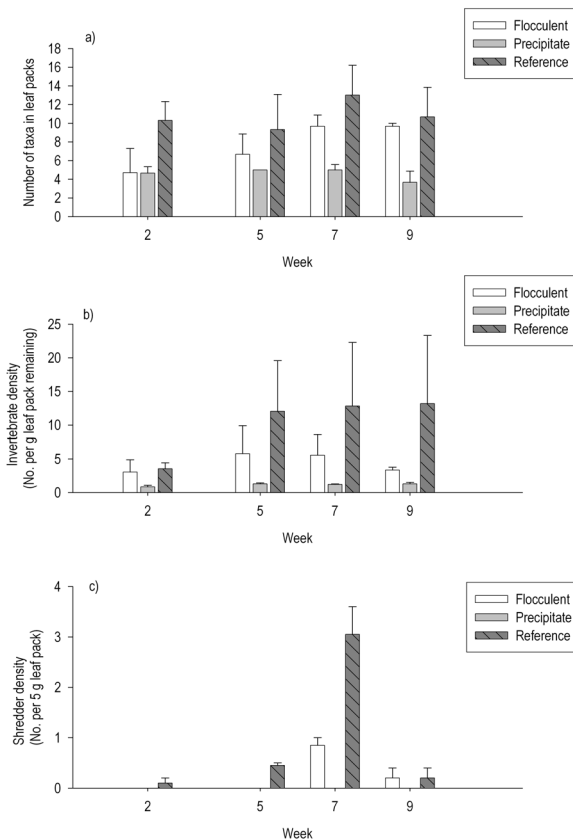 a)
Flocculent
Precipitate
Reference
Number of taxa in leaf packs
18
16
14
12
10
8
6
4
2
0
2 5 7 9
Week
b)
Flocculent
Precipitate
Reference
Invertebrate density
(No. per g leaf pack remaining)
25
20
15
10
5
0
2 5 7 9
Week
c)
Flocculent
Precipitate
Reference
Shredder density
(No. per 5 g leaf pack)
4
3
2
1
0
2 5 7 9
Week